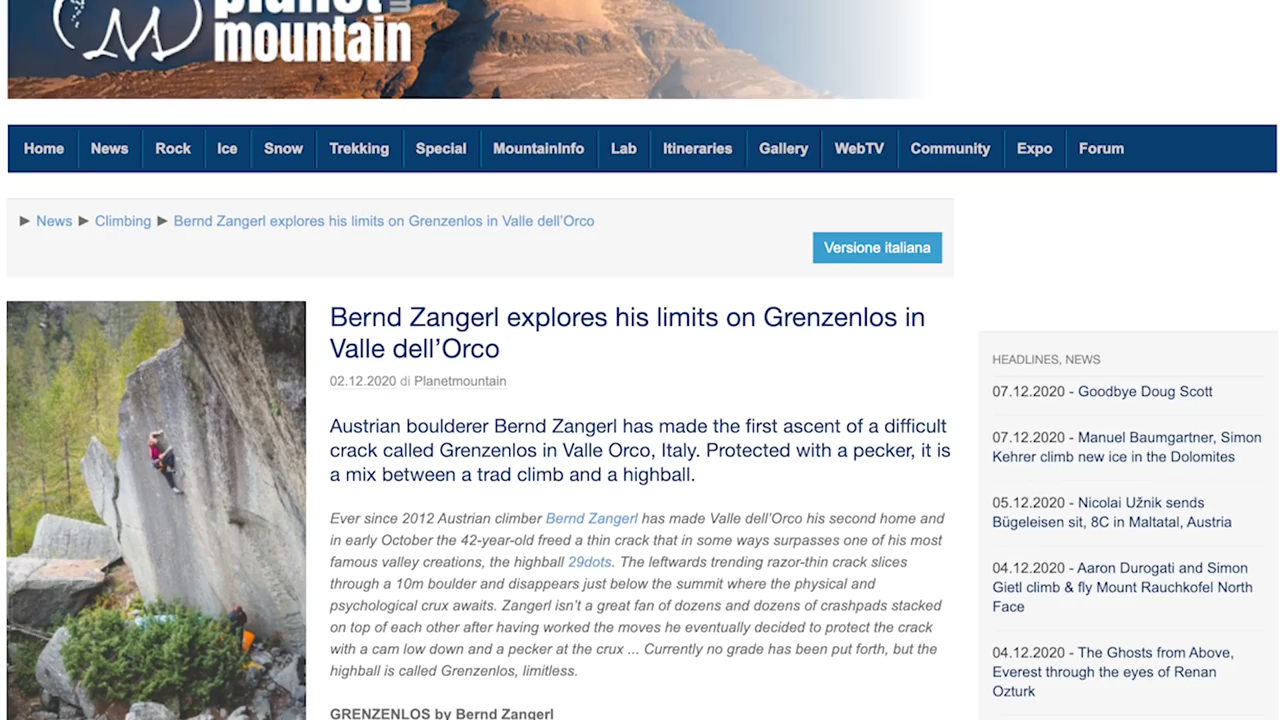 planet
mountain
Home News Rock Ice Snow Trekking Special MountainInfo Lab Itineraries Gallery WebTV Community Expo Forum
▶ News ▶ Climbing ▶ Bernd Zangerl explores his limits on Grenzenlos in Valle dell'Orco
Versione italiana
Bernd Zangerl explores his limits on Grenzenlos in
Valle dell'Orco
02.12.2020 di Planetmountain
Austrian boulderer Bernd Zangerl has made the first ascent of a difficult
crack called Grenzenlos in Valle Orco, Italy. Protected with a pecker, it is
a mix between a trad climb and a highball.
Ever since 2012 Austrian climber Bernd Zangerl has made Valle dell'Orco his second home and
in early October the 42-year-old freed a thin crack that in some ways surpasses one of his most
famous valley creations, the highball 29dots. The leftwards trending razor-thin crack slices
through a 10m boulder and disappears just below the summit where the physical and
psychological crux awaits. Zangerl isn't a great fan of dozens and dozens of crashpads stacked
on top of each other after having worked the moves he eventually decided to protect the crack
with a cam low down and a pecker at the crux ... Currently no grade has been put forth, but the
highball is called Grenzenlos, limitless.
GRENZENLOS by Bernd Zangerl
HEADLINES, NEWS
07.12.2020 - Goodbye Doug Scott
07.12.2020 - Manuel Baumgartner, Simon
Kehrer climb new ice in the Dolomites
05.12.2020 - Nicolai Užnik sends
Bügeleisen sit, 8C in Maltatal, Austria
04.12.2020 - Aaron Durogati and Simon
Gietl climb & fly Mount Rauchkofel North
Face
04.12.2020 - The Ghosts from Above,
Everest through the eyes of Renan
Ozturk